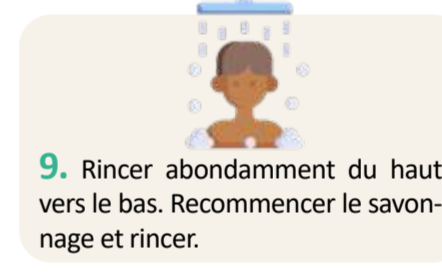 9. Rincer abondamment du haut
vers le bas. Recommencer le savon-
nage et rincer.